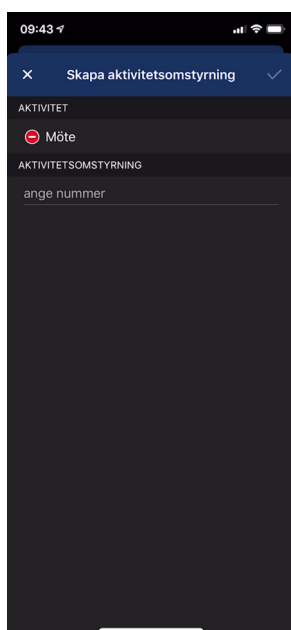 09:43
Skapa aktivitetsomstyrning
AKTIVITET
Möte
AKTIVITETSOMSTYRNING
ange nummer